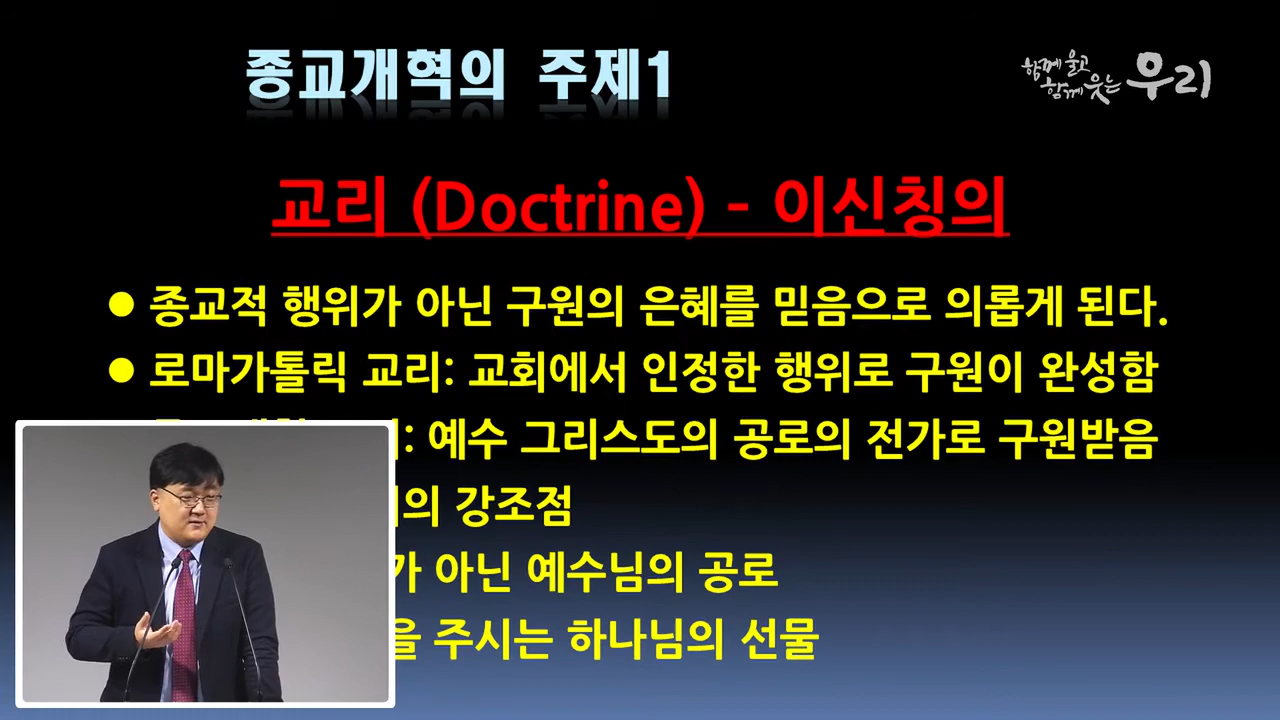 종교개혁의 주제1
함께 울고
함께 웃는 우리
교리 (Doctrine) - 이신칭의
● 종교적 행위가 아닌 구원의 은혜를 믿음으로 의롭게 된다.
● 로마가톨릭 교리: 교회에서 인정한 행위로 구원이 완성함
: 예수 그리스도의 공로의 전가로 구원받음
의 강조점
가 아닌 예수님의 공로
을 주시는 하나님의 선물